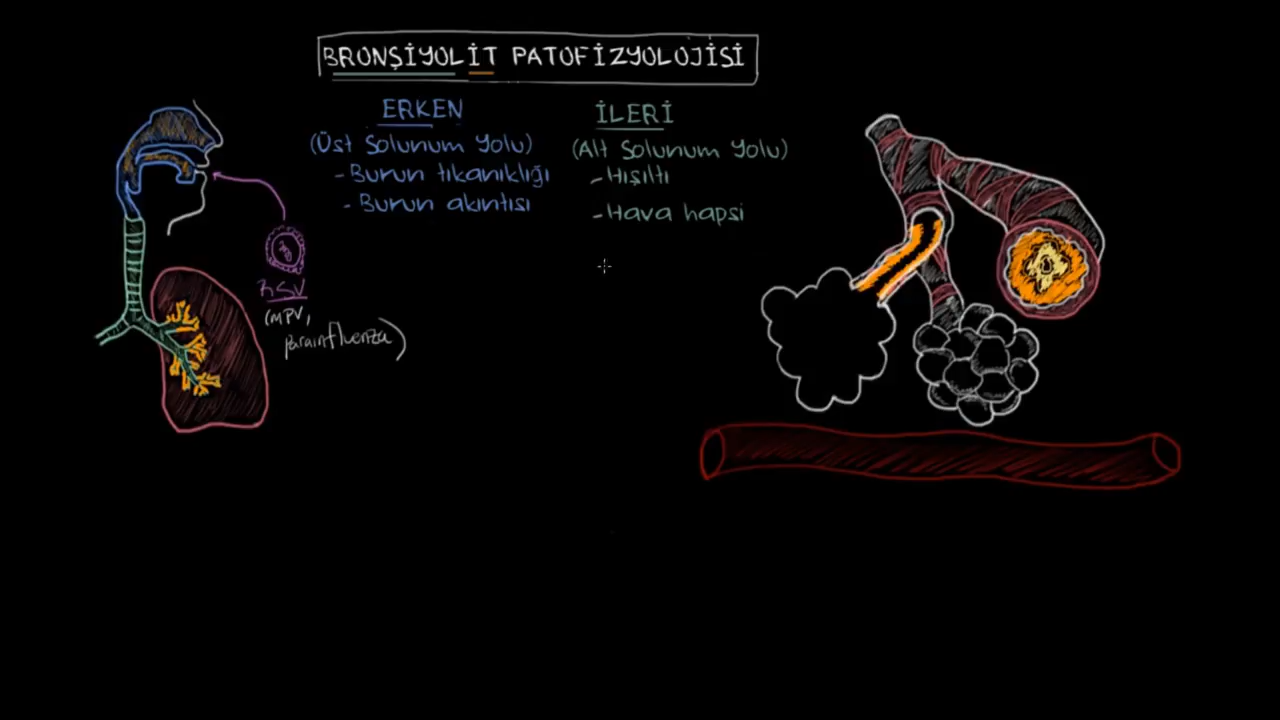 BRONŞİYOLİT PATOFİZYOLOJİSİ
ERKEN
(Üst Solunum Yolu)
- Burun tıkanıklığı
- Burun akıntısı
İLERİ
(Alt Solunum Yolu)
- Hışıltı
- Hava hapsi
RSV
(MPV,
parainfluenza)